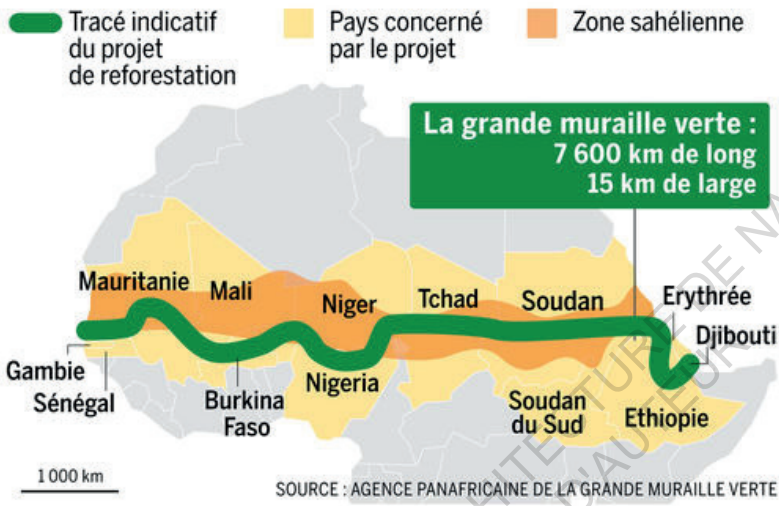 Tracé indicatif
du projet
de reforestation
Pays concerné
par le projet
Zone sahélienne
La grande muraille verte :
7 600 km de long
15 km de large
Mauritanie
Mali
Niger
Tchad
Soudan
Erythrée
Djibouti
Gambie
Sénégal
Burkina
Faso
Nigeria
Soudan
du Sud
Ethiopie
1 000 km
SOURCE : AGENCE PANAFRICAINE DE LA GRANDE MURAILLE VERTE
D'AUTEUR